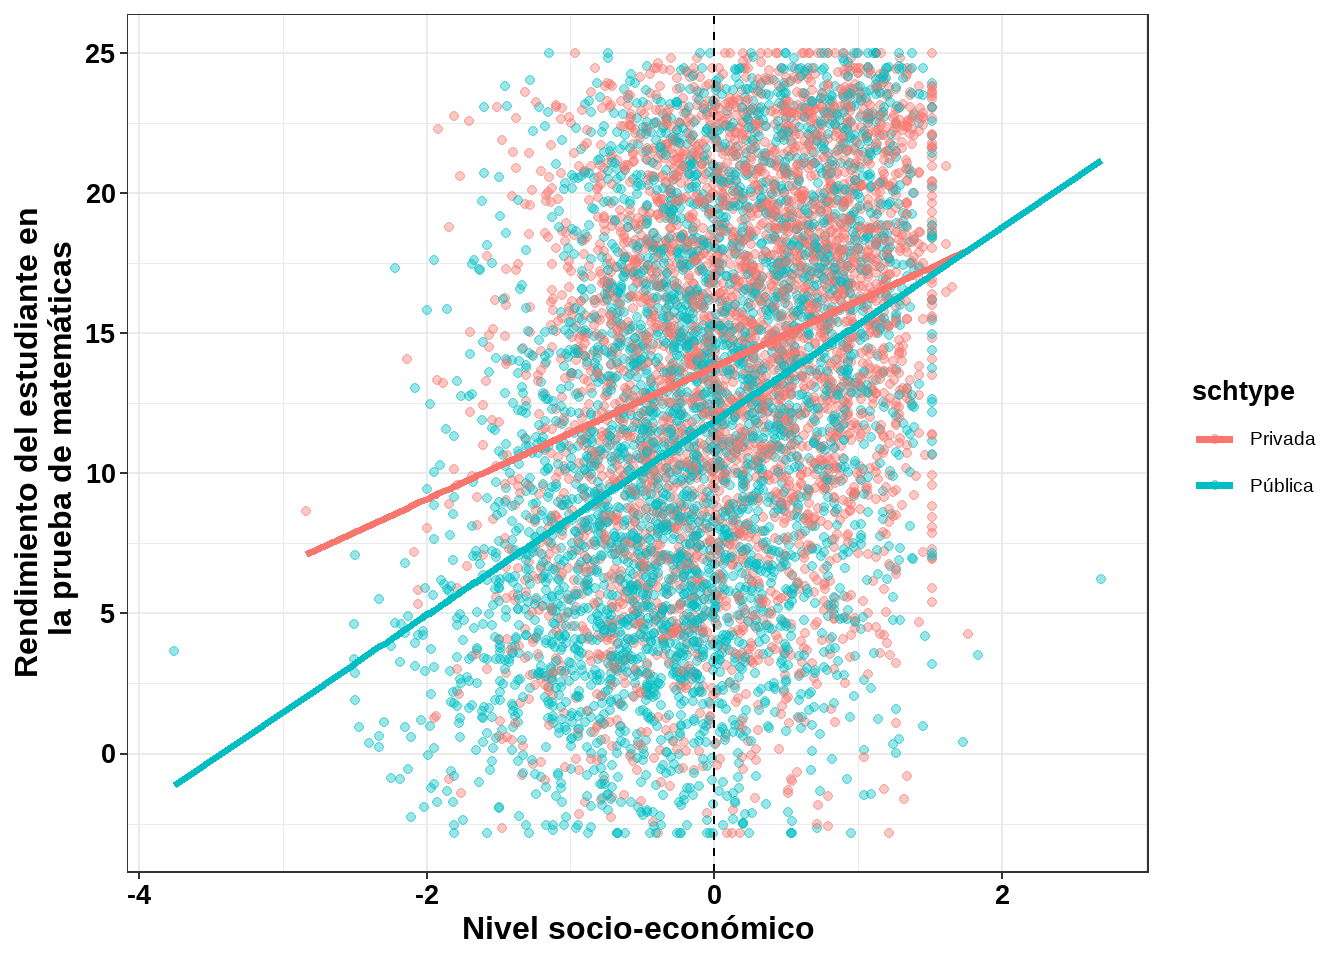 Rendimiento del estudiante en
la prueba de matemáticas
25
20
15
10
5
0
-4
-2
0
2
Nivel socio-económico
schtype
Privada
Pública